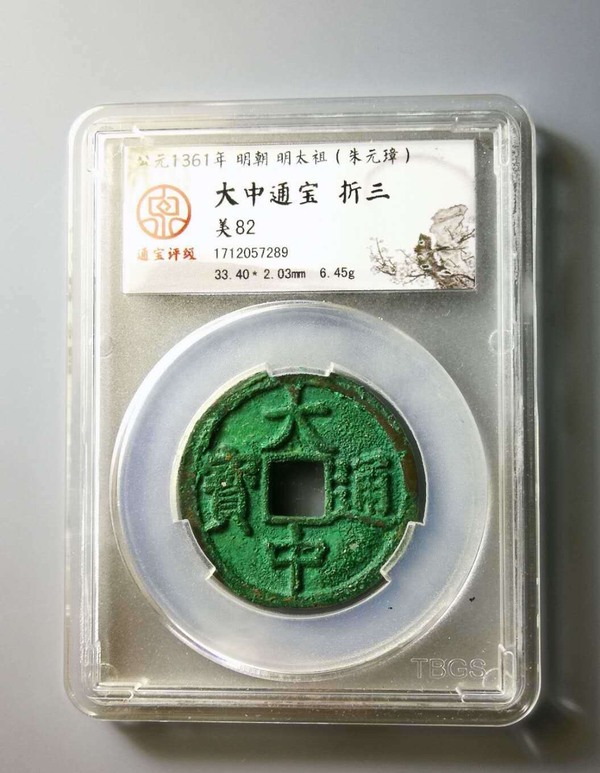 公元1361年 明朝 明太祖(朱元璋)
大中通宝 折三
美82
通宝评级
1712057289
33.40*2.03mm 6.45g
大
寶 通
中
TBGS